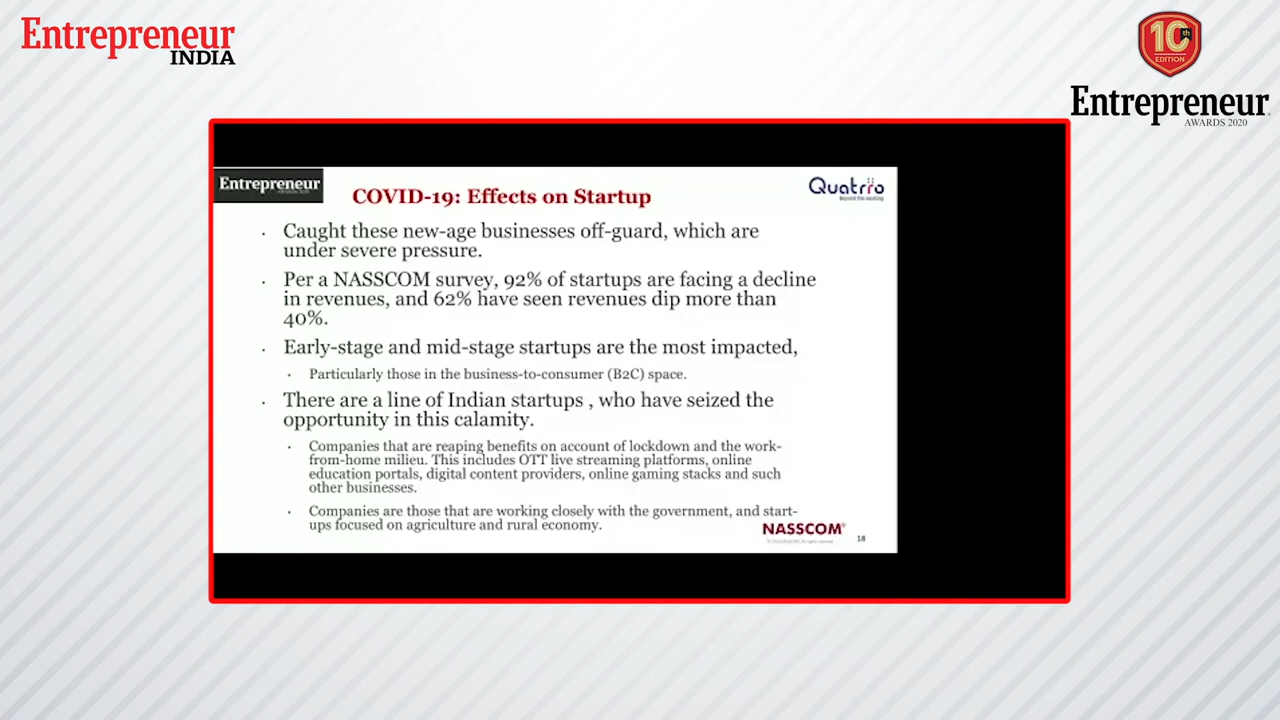 Entrepreneur
INDIA
10th
EDITION
Entrepreneur
AWARDS 2020
Entrepreneur
COVID-19: Effects on Startup
Quatrro
Beyond the existing
· Caught these new-age businesses off-guard, which are
under severe pressure.
· Per a NASSCOM survey, 92% of startups are facing a decline
in revenues, and 62% have seen revenues dip more than
40%.
· Early-stage and mid-stage startups are the most impacted,
· Particularly those in the business-to-consumer (B2C) space.
· There are a line of Indian startups , who have seized the
opportunity in this calamity.
· Companies that are reaping benefits on account of lockdown and the work-
from-home milieu. This includes OTT live streaming platforms, online
education portals, digital content providers, online gaming stacks and such
other businesses.
· Companies are those that are working closely with the government, and start-
ups focused on agriculture and rural economy.
NASSCOM®
18